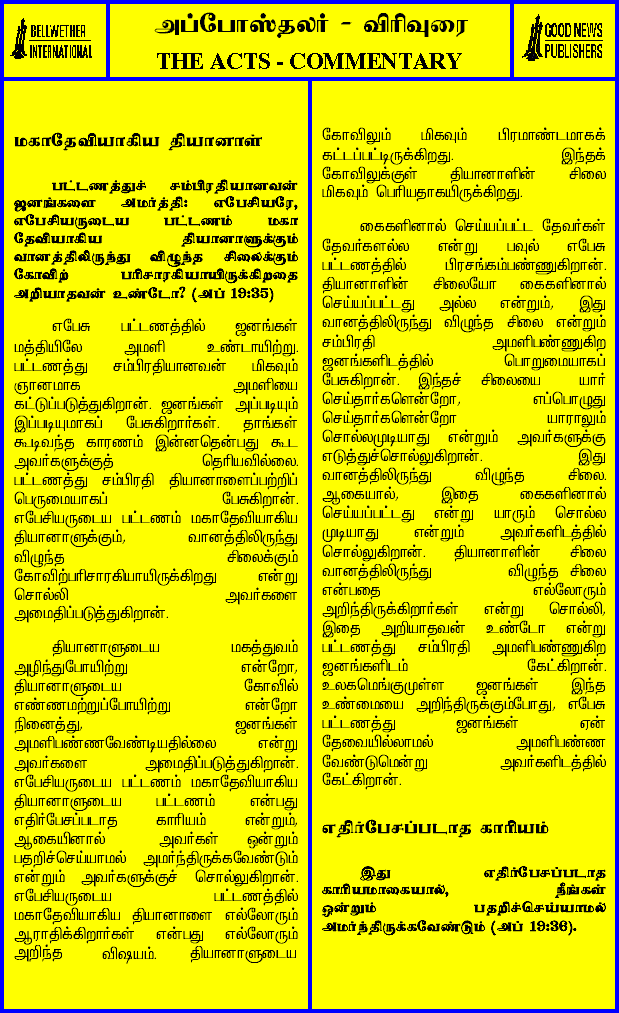 BELLWETHER
INTERNATIONAL
அப்போஸ்தலர் - விரிவுரை
THE ACTS - COMMENTARY
GOOD NEWS
PUBLISHERS
மகாதேவியாகிய தியானாள்
பட்டணத்துச் சம்பிரதியானவன்
ஜனங்களை அமர்த்தி: எபேசியரே,
எபேசியருடைய பட்டணம் மகா
தேவியாகிய தியானாளுக்கும்
வானத்திலிருந்து விழுந்த சிலைக்கும்
கோவிற் பரிசாரகியாயிருக்கிறதை
அறியாதவன் உண்டோ? (அப் 19:35)
எபேசு பட்டணத்தில் ஜனங்கள்
மத்தியிலே அமளி உண்டாயிற்று.
பட்டணத்து சம்பிரதியானவன் மிகவும்
ஞானமாக அமளியை
கட்டுப்படுத்துகிறான். ஜனங்கள் அப்படியும்
இப்படியுமாகப் பேசுகிறார்கள். தாங்கள்
கூடிவந்த காரணம் இன்னதென்பது கூட
அவர்களுக்குத் தெரியவில்லை.
பட்டணத்து சம்பிரதி தியானாளைப்பற்றிப்
பெருமையாகப் பேசுகிறான்.
எபேசியருடைய பட்டணம் மகாதேவியாகிய
தியானாளுக்கும், வானத்திலிருந்து
விழுந்த சிலைக்கும்
கோவிற்பரிசாரகியாயிருக்கிறது என்று
சொல்லி அவர்களை
அமைதிப்படுத்துகிறான்.
தியானாளுடைய மகத்துவம்
அழிந்துபோயிற்று என்றோ,
தியானாளுடைய கோவில்
எண்ணமற்றுப்போயிற்று என்றோ
நினைத்து, ஜனங்கள்
அமளிபண்ணவேண்டியதில்லை என்று
அவர்களை அமைதிப்படுத்துகிறான்.
எபேசியருடைய பட்டணம் மகாதேவியாகிய
தியானாளுடைய பட்டணம் என்பது
எதிர்பேசப்படாத காரியம் என்றும்,
ஆகையினால் அவர்கள் ஒன்றும்
பதறிச்செய்யாமல் அமர்ந்திருக்கவேண்டும்
என்றும் அவர்களுக்குச் சொல்லுகிறான்.
எபேசியருடைய பட்டணத்தில்
மகாதேவியாகிய தியானாளை எல்லோரும்
ஆராதிக்கிறார்கள் என்பது எல்லோரும்
அறிந்த விஷயம். தியானாளுடைய
கோவிலும் மிகவும் பிரமாண்டமாகக்
கட்டப்பட்டிருக்கிறது. இந்தக்
கோவிலுக்குள் தியானாளின் சிலை
மிகவும் பெரியதாகயிருக்கிறது.
கைகளினால் செய்யப்பட்ட தேவர்கள்
தேவர்களல்ல என்று பவுல் எபேசு
பட்டணத்தில் பிரசங்கம்பண்ணுகிறான்.
தியானாளின் சிலையோ கைகளினால்
செய்யப்பட்டது அல்ல என்றும், இது
வானத்திலிருந்து விழுந்த சிலை என்றும்
சம்பிரதி அமளிபண்ணுகிற
ஜனங்களிடத்தில் பொறுமையாகப்
பேசுகிறான். இந்தச் சிலையை யார்
செய்தார்களென்றோ, எப்பொழுது
செய்தார்களென்றோ யாராலும்
சொல்லமுடியாது என்றும் அவர்களுக்கு
எடுத்துச்சொல்லுகிறான். இது
வானத்திலிருந்து விழுந்த சிலை.
ஆகையால், இதை கைகளினால்
செய்யப்பட்டது என்று யாரும் சொல்ல
முடியாது என்றும் அவர்களிடத்தில்
சொல்லுகிறான். தியானாளின் சிலை
வானத்திலிருந்து விழுந்த சிலை
என்பதை எல்லோரும்
அறிந்திருக்கிறார்கள் என்று சொல்லி,
இதை அறியாதவன் உண்டோ என்று
பட்டணத்து சம்பிரதி அமளிபண்ணுகிற
ஜனங்களிடம் கேட்கிறான்.
உலகமெங்குமுள்ள ஜனங்கள் இந்த
உண்மையை அறிந்திருக்கும்போது, எபேசு
பட்டணத்து ஜனங்கள் ஏன்
தேவையில்லாமல் அமளிபண்ண
வேண்டுமென்று அவர்களிடத்தில்
கேட்கிறான்.
எதிர்பேசப்படாத காரியம்
இது எதிர்பேசப்படாத
காரியமாகையால், நீங்கள்
ஒன்றும் பதறிச்செய்யாமல்
அமர்ந்திருக்கவேண்டும் (அப் 19:36).